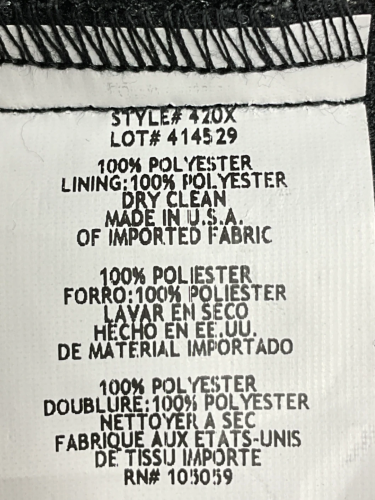 STYLE# 420X
LOT# 414529
100% POLYESTER
LINING:100% POLYESTER
DRY CLEAN
MADE IN U.S.A.
OF IMPORTED FABRIC
100% POLIESTER
FORRO:100% POLIESTER
LAVAR EN SECO
HECHO EN EE.UU.
DE MATERIAL IMPORTADO
100% POLYESTER
DOUBLURE:100% POLYESTER
NETTOYER A SEC
FABRIQUE AUX ETATS-UNIS
DE TISSU IMPORTE
RN# 105059